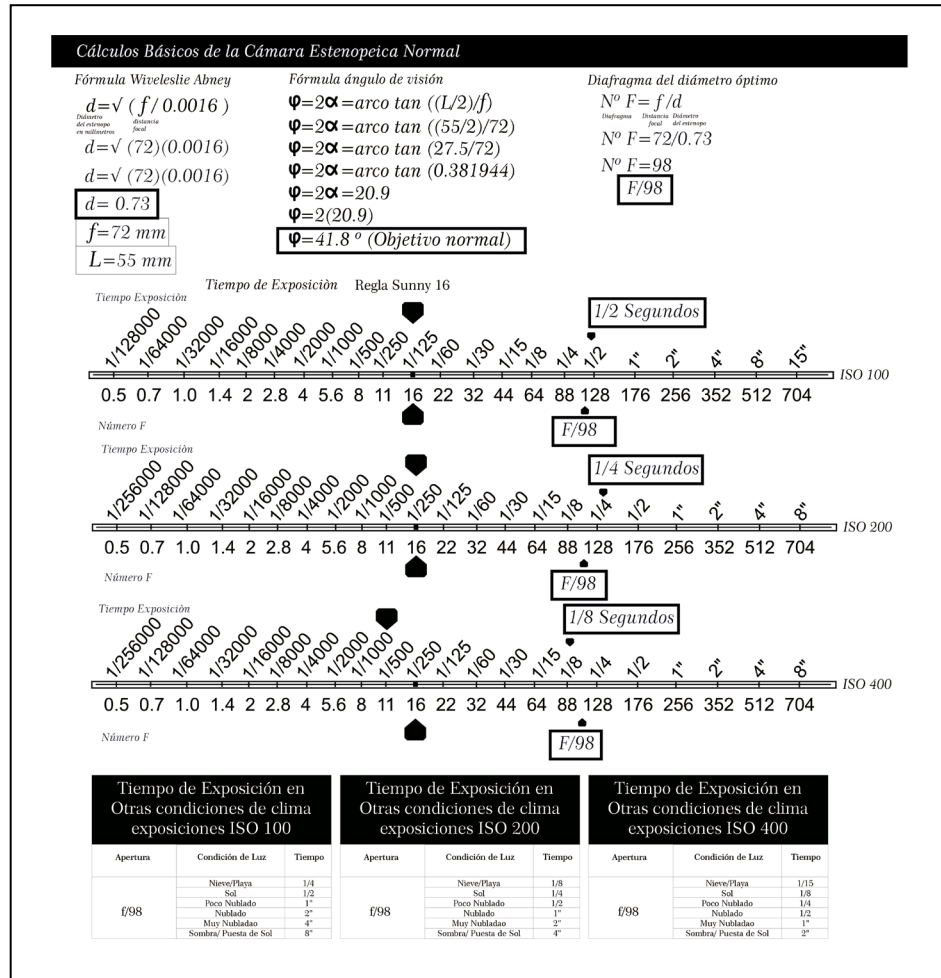 Cálculos Básicos de la Cámara Estenopeica Normal
Fórmula Wiveleslie Abney
d=√ ( f / 0.0016 )
Diámetro del estenopo en milímetros
distancia focal
d=√ (72)(0.0016)
d=√ (72)(0.0016)
d= 0.73
f=72 mm
L=55 mm
Fórmula ángulo de visión
φ=2α=arco tan ((L/2)/f)
φ=2α=arco tan ((55/2)/72)
φ=2α=arco tan (27.5/72)
φ=2α=arco tan (0.381944)
φ=2α=20.9
φ=2(20.9)
φ=41.8 º (Objetivo normal)
Diafragma del diámetro óptimo
Nº F= f /d
Diafragma Distancia focal Diámetro del estenopo
Nº F=72/0.73
Nº F=98
F/98
Tiempo de Exposiciòn Regla Sunny 16
Tiempo Exposiciòn
1/2 Segundos
1/128000 1/64000 1/32000 1/16000 1/8000 1/4000 1/2000 1/1000 1/500 1/250 1/125 1/60 1/30 1/15 1/8 1/4 1/2 1" 2" 4" 8" 15"
ISO 100
0.5 0.7 1.0 1.4 2 2.8 4 5.6 8 11 16 22 32 44 64 88 128 176 256 352 512 704
Número F
F/98
Tiempo Exposiciòn
1/4 Segundos
1/256000 1/128000 1/64000 1/32000 1/16000 1/8000 1/4000 1/2000 1/1000 1/500 1/250 1/125 1/60 1/30 1/15 1/8 1/4 1/2 1" 2" 4" 8"
ISO 200
0.5 0.7 1.0 1.4 2 2.8 4 5.6 8 11 16 22 32 44 64 88 128 176 256 352 512 704
Número F
F/98
Tiempo Exposiciòn
1/8 Segundos
1/256000 1/128000 1/64000 1/32000 1/16000 1/8000 1/4000 1/2000 1/1000 1/500 1/250 1/125 1/60 1/30 1/15 1/8 1/4 1/2 1" 2" 4" 8"
ISO 400
0.5 0.7 1.0 1.4 2 2.8 4 5.6 8 11 16 22 32 44 64 88 128 176 256 352 512 704
Número F
F/98
Tiempo de Exposición en
Otras condiciones de clima
exposiciones ISO 100
Apertura Condición de Luz Tiempo
f/98
Nieve/Playa 1/4
Sol 1/2
Poco Nublado 1"
Nublado 2"
Muy Nubladao 4"
Sombra/ Puesta de Sol 8"
Tiempo de Exposición en
Otras condiciones de clima
exposiciones ISO 200
Apertura Condición de Luz Tiempo
f/98
Nieve/Playa 1/8
Sol 1/4
Poco Nublado 1/2
Nublado 1"
Muy Nublado 2"
Sombra/ Puesta de Sol 4"
Tiempo de Exposición en
Otras condiciones de clima
exposiciones ISO 400
Apertura Condición de Luz Tiempo
f/98
Nieve/Playa 1/15
Sol 1/8
Poco Nublado 1/4
Nublado 1/2
Muy Nublado 1"
Sombra/ Puesta de Sol 2"